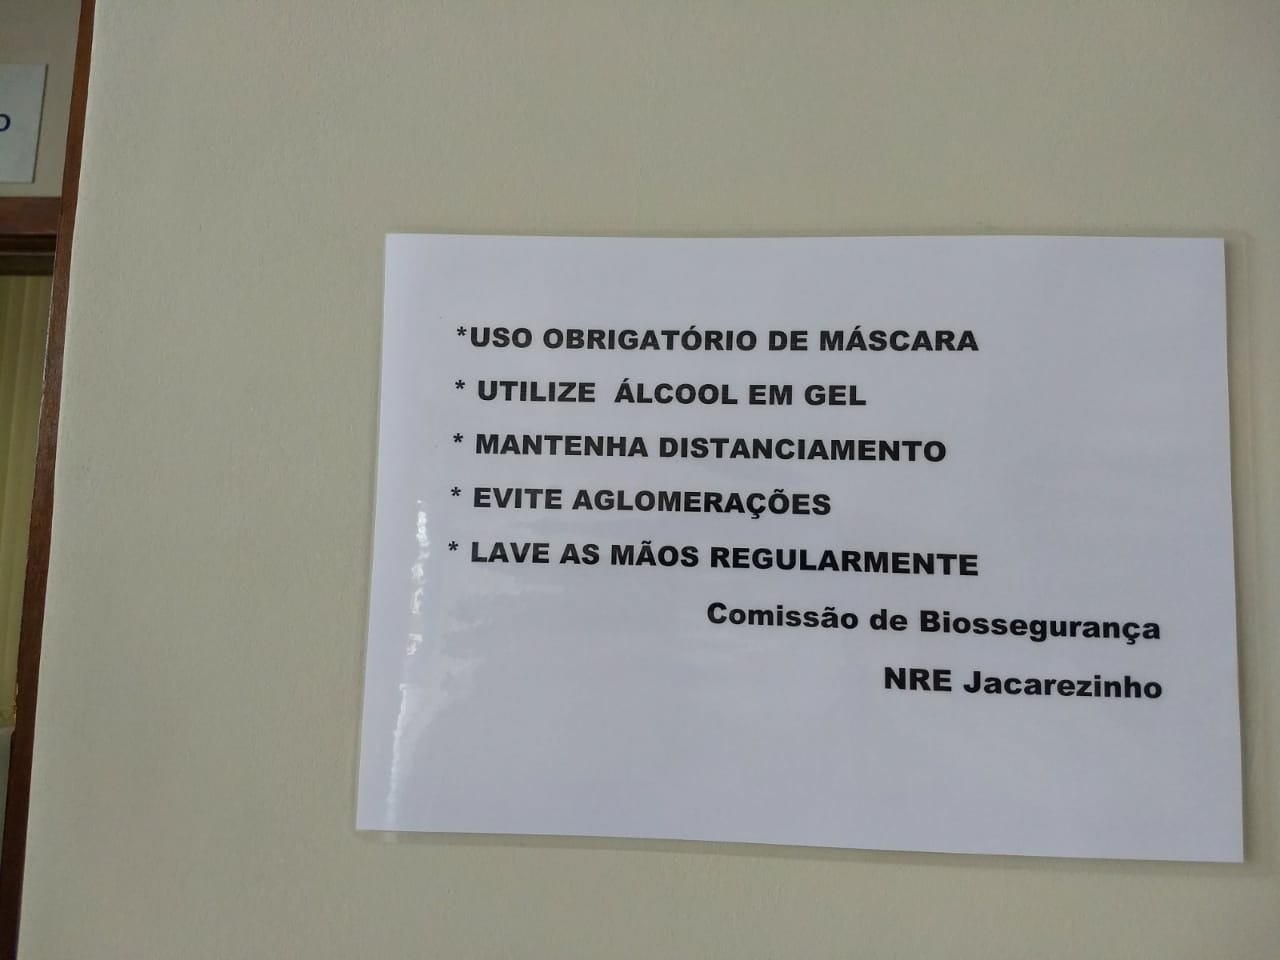 *USO OBRIGATÓRIO DE MÁSCARA
* UTILIZE  ÁLCOOL EM GEL
* MANTENHA DISTANCIAMENTO
* EVITE AGLOMERAÇÕES
* LAVE AS MÃOS REGULARMENTE
Comissão de Biossegurança
NRE Jacarezinho